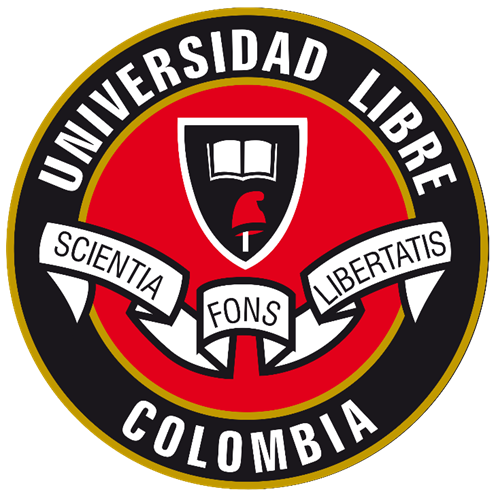 UNIVERSIDAD LIBRE
SCIENTIA
FONS
LIBERTATIS
COLOMBIA